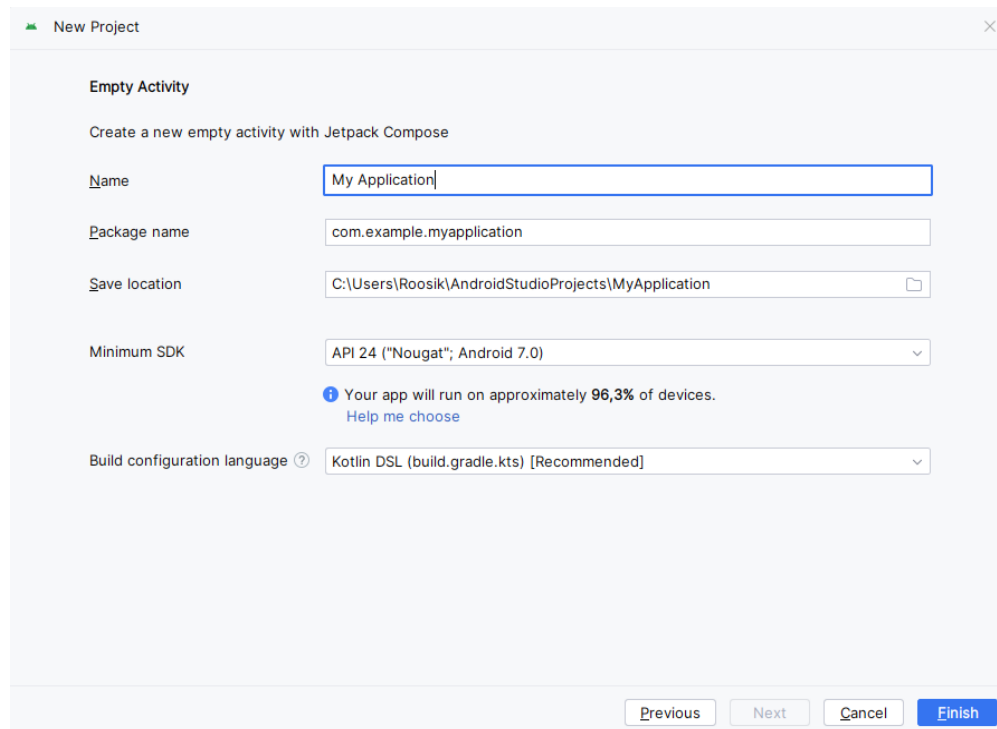 New Project
Empty Activity
Create a new empty activity with Jetpack Compose
Name
My Application
Package name
com.example.myapplication
Save location
C:\Users\Roosik\AndroidStudioProjects\MyApplication
Minimum SDK
API 24 ("Nougat"; Android 7.0)
Your app will run on approximately 96,3% of devices.
Help me choose
Build configuration language ?
Kotlin DSL (build.gradle.kts) [Recommended]
Previous
Next
Cancel
Finish